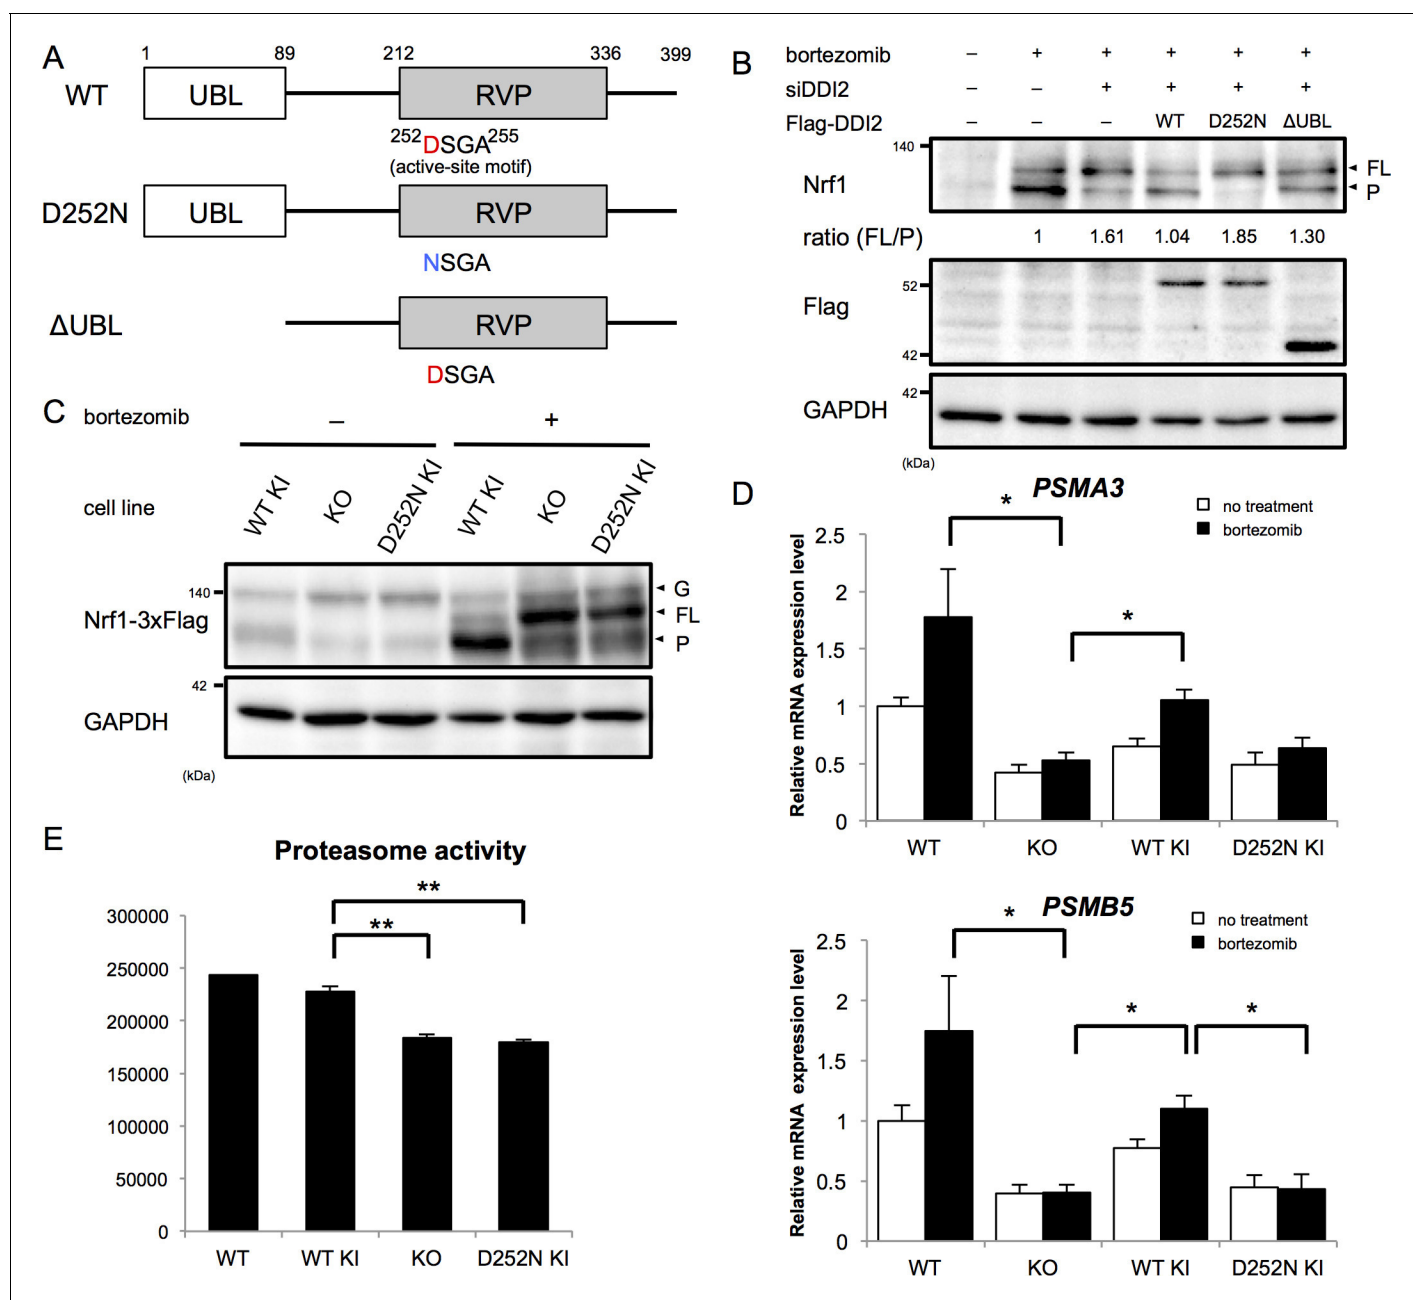 A
1 89 212 336 399
WT UBL RVP
252DSGA255
(active-site motif)
D252N UBL RVP
NSGA
ΔUBL RVP
DSGA
B
bortezomib – + + + + +
siDDI2 – – + + + +
Flag-DDI2 – – – WT D252N ΔUBL
140
Nrf1
FL
P
ratio (FL/P) 1 1.61 1.04 1.85 1.30
52
Flag
42
42
GAPDH
(kDa)
C
bortezomib – +
cell line WT KI KO D252N KI WT KI KO D252N KI
140
Nrf1-3xFlag
G
FL
P
42
GAPDH
(kDa)
D
PSMA3
no treatment
bortezomib
*
*
Relative mRNA expression level
2.5
2
1.5
1
0.5
0
WT KO WT KI D252N KI
PSMB5
no treatment
bortezomib
*
* *
Relative mRNA expression level
2.5
2
1.5
1
0.5
0
WT KO WT KI D252N KI
E
Proteasome activity
**
**
300000
250000
200000
150000
100000
50000
0
WT WT KI KO D252N KI